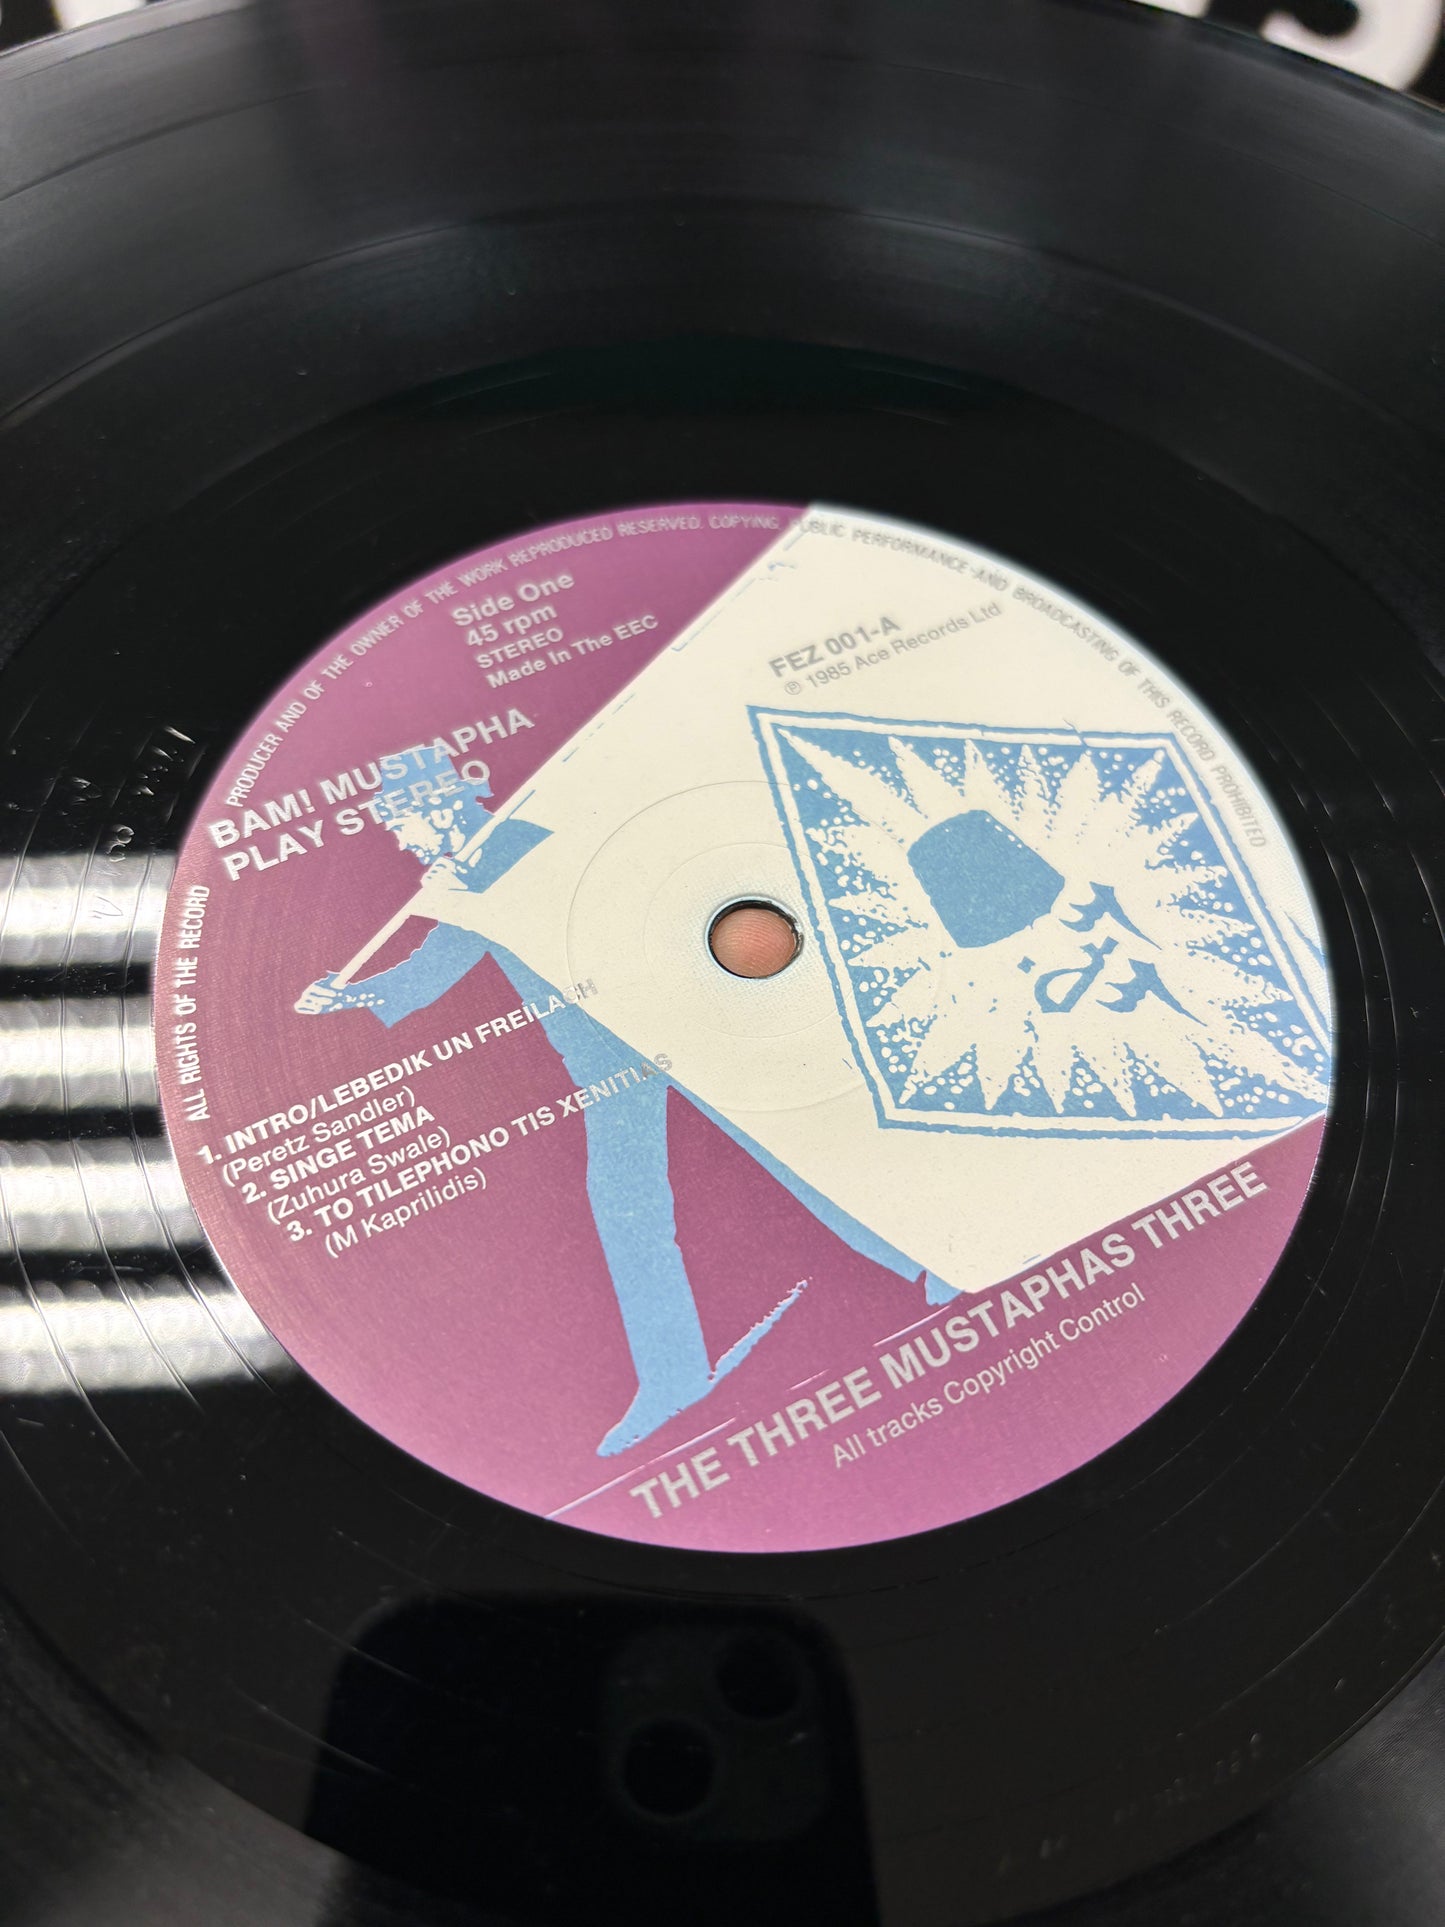 ALL RIGHTS OF THE RECORD PRODUCER AND OF THE OWNER OF THE WORK REPRODUCED RESERVED. COPYING, PUBLIC PERFORMANCE AND BROADCASTING OF THIS RECORD PROHIBITED
Side One
45 rpm
STEREO
Made In The EEC
FEZ 001-A
℗ 1985 Ace Records Ltd
BAM! MUSTAPHA
PLAY STEREO
1. INTRO/LEBEDIK UN FREILACH
(Peretz Sandler)
2. SINGE TEMA
(Zuhura Swale)
3. TO TILEPHONO TIS XENITIAS
(M Kaprilidis)
THE THREE MUSTAPHAS THREE
All tracks Copyright Control